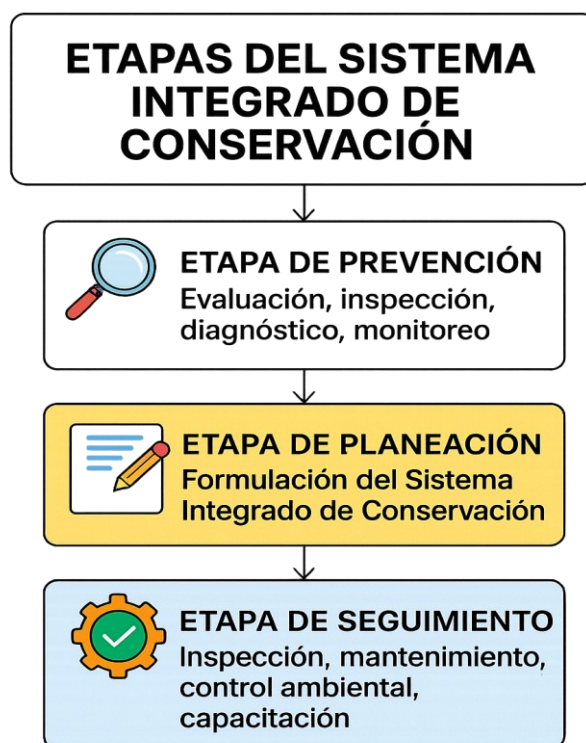 ETAPAS DEL SISTEMA
INTEGRADO DE
CONSERVACIÓN
ETAPA DE PREVENCIÓN
Evaluación, inspección,
diagnóstico, monitoreo
ETAPA DE PLANEACIÓN
Formulación del Sistema
Integrado de Conservación
ETAPA DE SEGUIMIENTO
Inspección, mantenimiento,
control ambiental,
capacitación